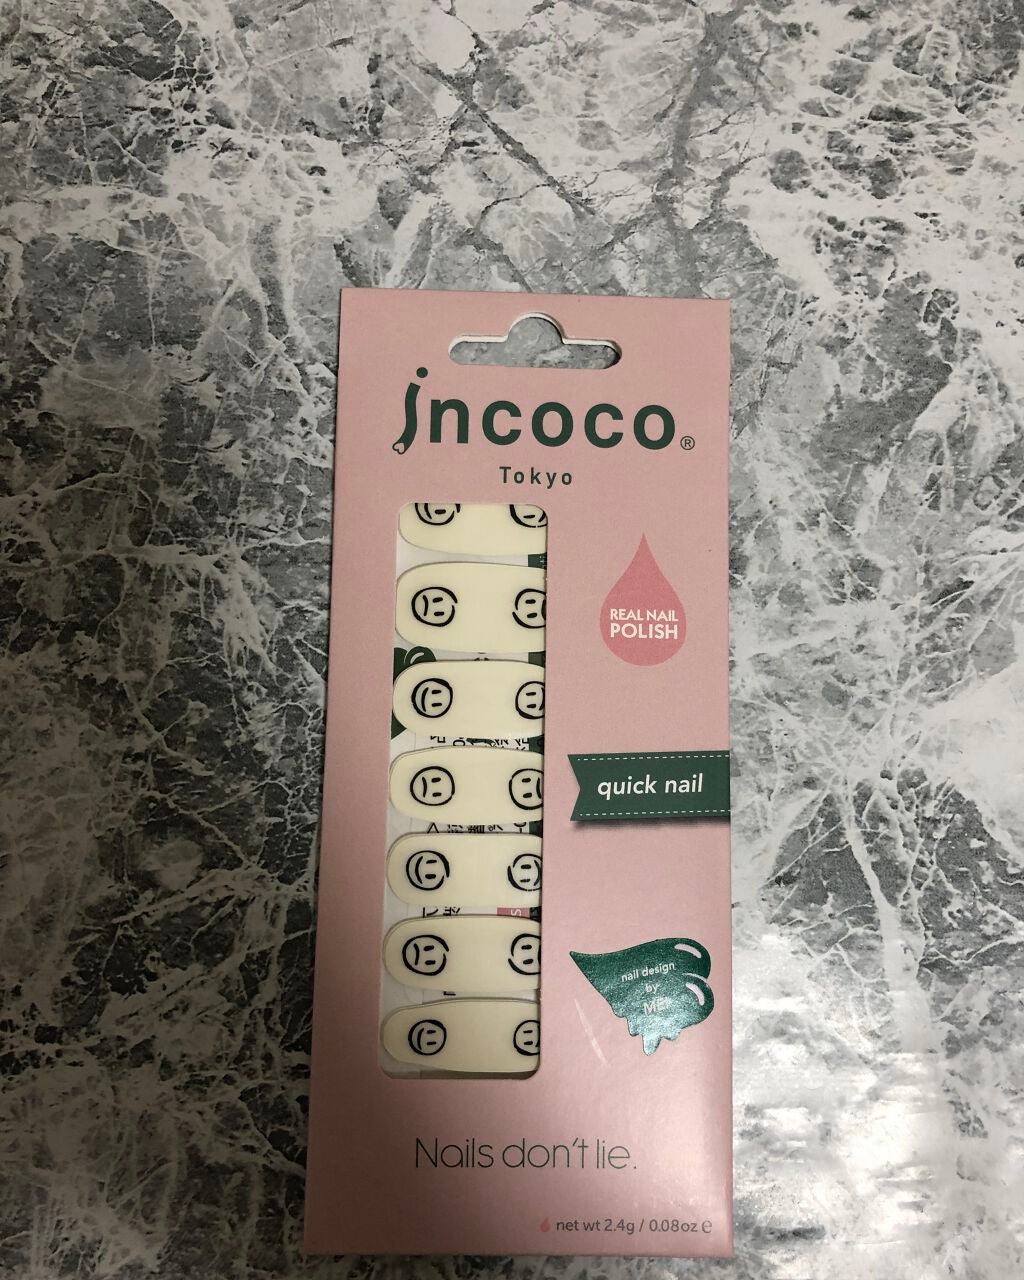 incoco®
Tokyo
REAL NAIL
POLISH
quick nail
nail design
by
ME!
Nails don't lie.
net wt 2.4g / 0.08oz e